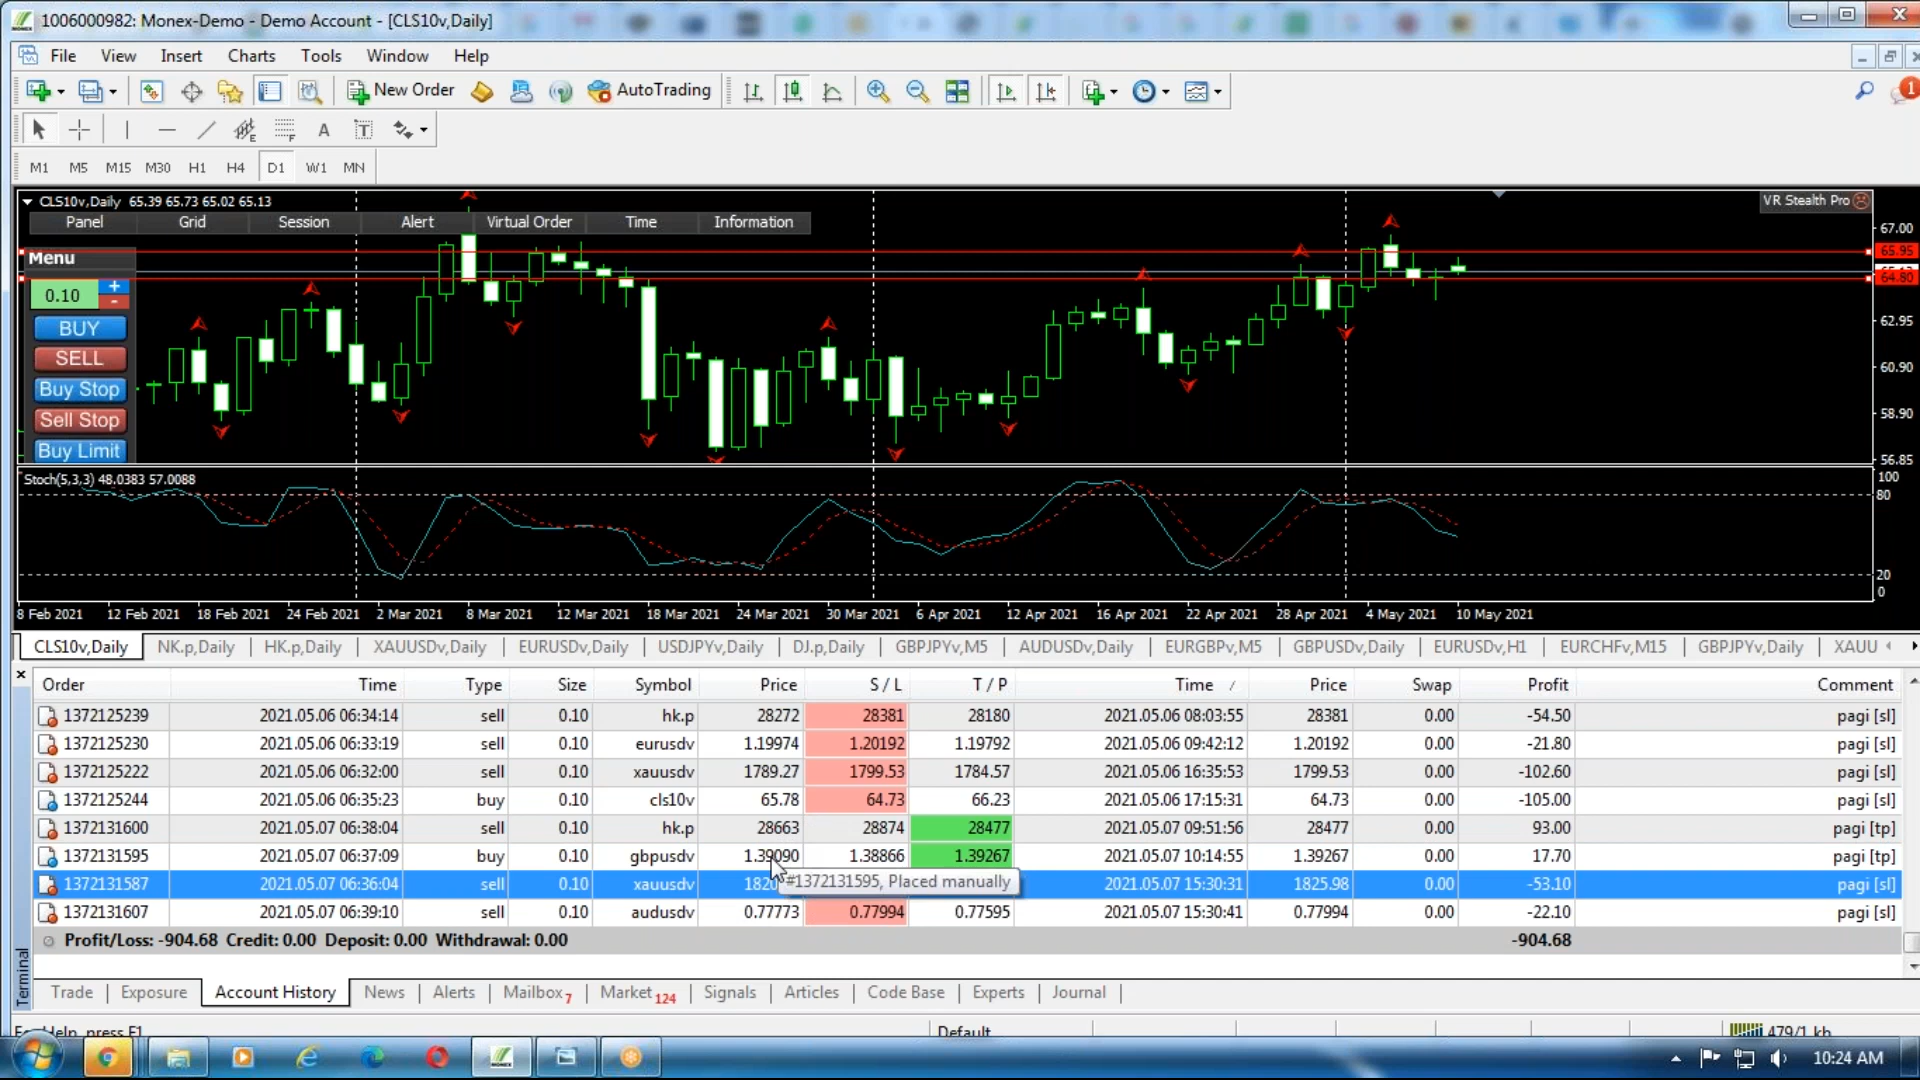 1006000982: Monex-Demo - Demo Account - [CLS10v,Daily]
File View Insert Charts Tools Window Help
1
New Order AutoTrading
E F A T
M1 M5 M15 M30 H1 H4 D1 W1 MN
CLS10v,Daily 65.39 65.73 65.02 65.13 VR Stealth Pro
Panel Grid Session Alert Virtual Order Time Information
67.00
65.95
64.80
62.95
60.90
58.90
56.85
Menu
0.10 + -
BUY
SELL
Buy Stop
Sell Stop
Buy Limit
Stoch(5,3,3) 48.0383 57.0088
100
80
20
0
8 Feb 2021 12 Feb 2021 18 Feb 2021 24 Feb 2021 2 Mar 2021 8 Mar 2021 12 Mar 2021 18 Mar 2021 24 Mar 2021 30 Mar 2021 6 Apr 2021 12 Apr 2021 16 Apr 2021 22 Apr 2021 28 Apr 2021 4 May 2021 10 May 2021
CLS10v,Daily NK.p,Daily HK.p,Daily XAUUSDv,Daily EURUSDv,Daily USDJPYv,Daily DJ.p,Daily GBPJPYv,M5 AUDUSDv,Daily EURGBPv,M5 GBPUSDv,Daily EURUSDv,H1 EURCHFv,M15 GBPJPYv,Daily XAUU
Order Time Type Size Symbol Price S / L T / P Time / Price Swap Profit Comment
1372125239 2021.05.06 06:34:14 sell 0.10 hk.p 28272 28381 28180 2021.05.06 08:03:55 28381 0.00 -54.50 pagi [sl]
1372125230 2021.05.06 06:33:19 sell 0.10 eurusdv 1.19974 1.20192 1.19792 2021.05.06 09:42:12 1.20192 0.00 -21.80 pagi [sl]
1372125222 2021.05.06 06:32:00 sell 0.10 xauusdv 1789.27 1799.53 1784.57 2021.05.06 16:35:53 1799.53 0.00 -102.60 pagi [sl]
1372125244 2021.05.06 06:35:23 buy 0.10 cls10v 65.78 64.73 66.23 2021.05.06 17:15:31 64.73 0.00 -105.00 pagi [sl]
1372131600 2021.05.07 06:38:04 sell 0.10 hk.p 28663 28874 28477 2021.05.07 09:51:56 28477 0.00 93.00 pagi [tp]
1372131595 2021.05.07 06:37:09 buy 0.10 gbpusdv 1.39090 1.38866 1.39267 2021.05.07 10:14:55 1.39267 0.00 17.70 pagi [tp]
1372131587 2021.05.07 06:36:04 sell 0.10 xauusdv 2021.05.07 15:30:31 1825.98 0.00 -53.10 pagi [sl]
#1372131595, Placed manually
1372131607 2021.05.07 06:39:10 sell 0.10 audusdv 0.77773 0.77994 0.77595 2021.05.07 15:30:41 0.77994 0.00 -22.10 pagi [sl]
Profit/Loss: -904.68 Credit: 0.00 Deposit: 0.00 Withdrawal: 0.00 -904.68
Terminal
Trade Exposure Account History News Alerts Mailbox 7 Market 124 Signals Articles Code Base Experts Journal
Help, press F1 Default 479/1 kb
MONEX 10:24 AM